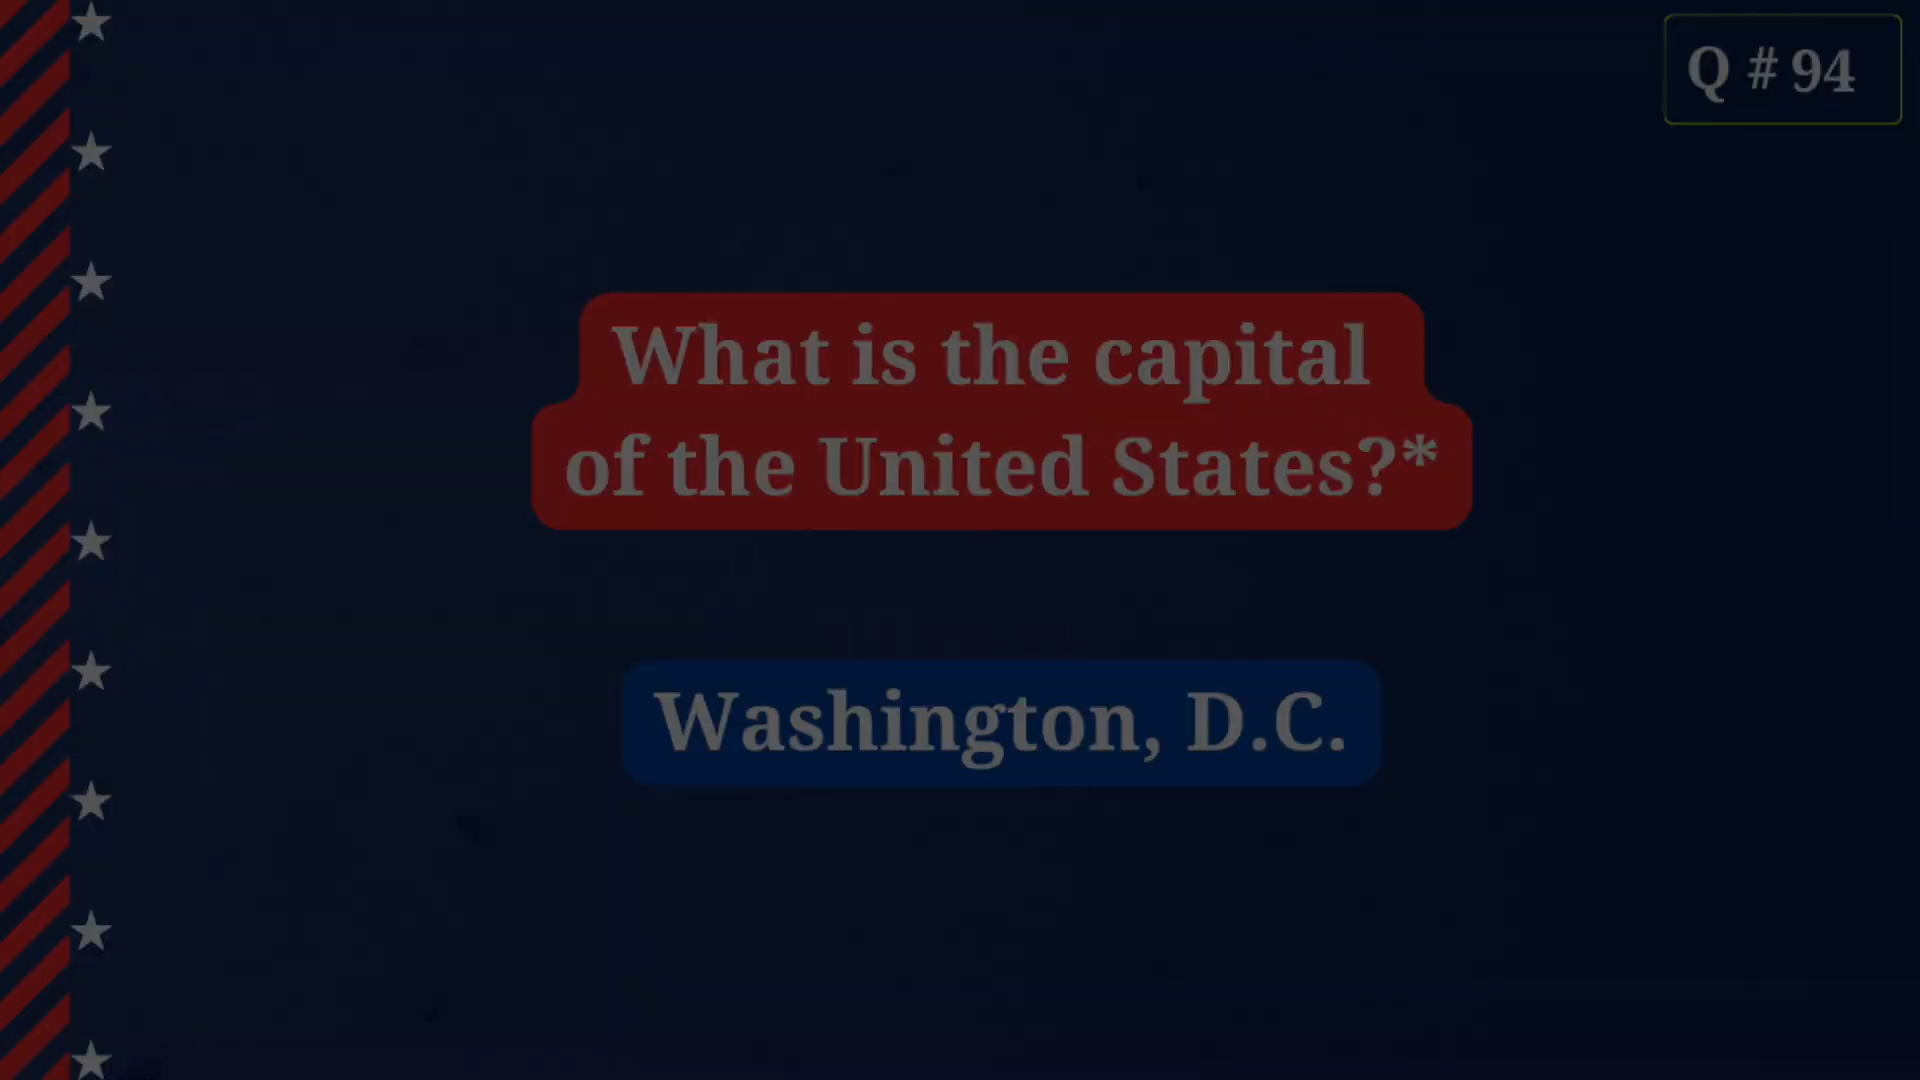 Q # 94
What is the capital
of the United States?*
Washington, D.C.